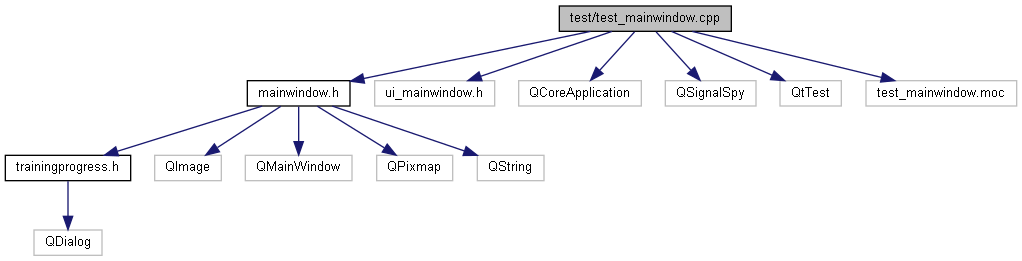 test/test_mainwindow.cpp
mainwindow.h
ui_mainwindow.h
QCoreApplication
QSignalSpy
QtTest
test_mainwindow.moc
trainingprogress.h
QImage
QMainWindow
QPixmap
QString
QDialog